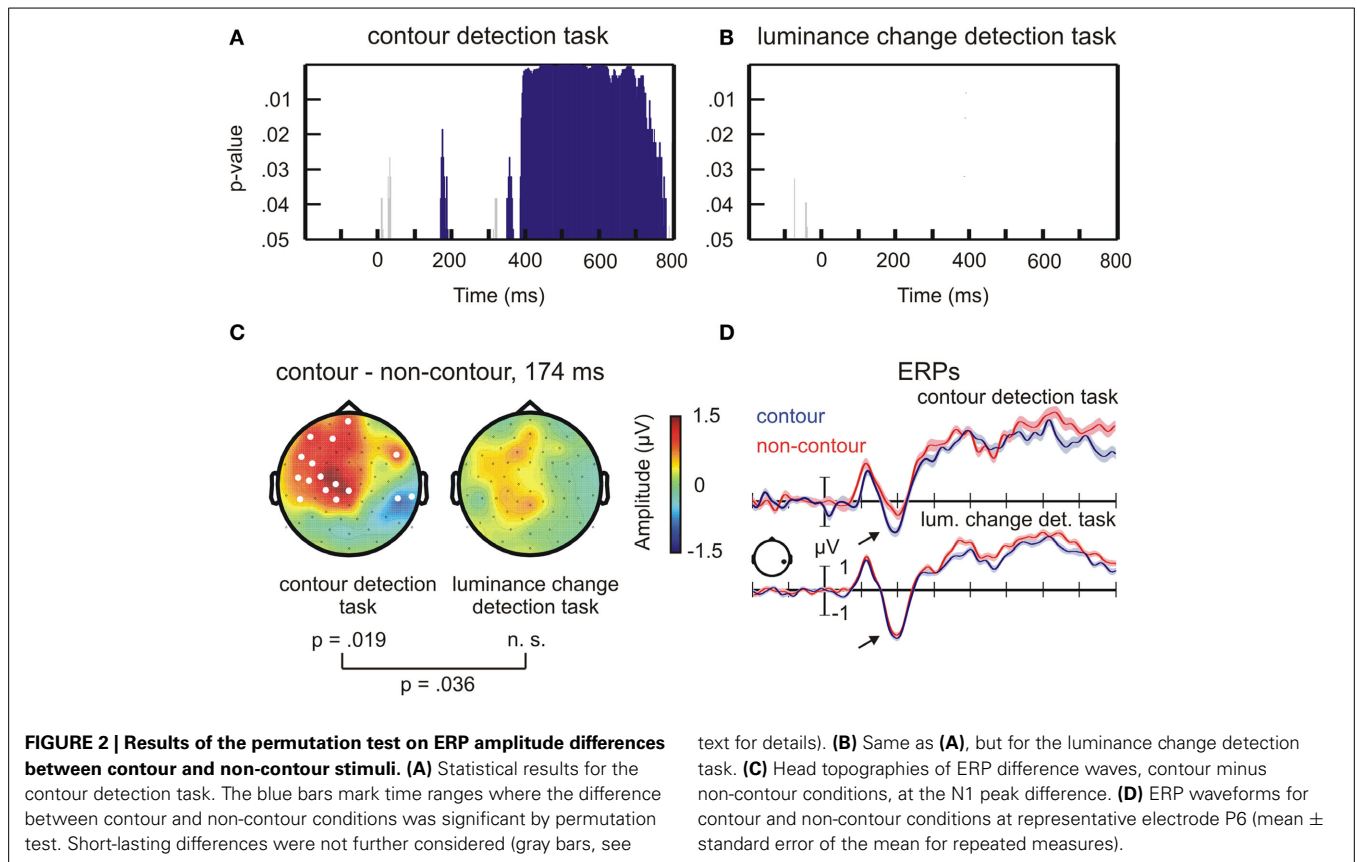 A
contour detection task
p-value
.01
.02
.03
.04
.05
0 200 400 600 800
Time (ms)
B
luminance change detection task
.01
.02
.03
.04
.05
0 200 400 600 800
Time (ms)
C
contour - non-contour, 174 ms
contour detection
task
p = .019
luminance change
detection task
n. s.
p = .036
Amplitude (µV)
1.5
0
-1.5
D
ERPs
contour detection task
contour
non-contour
lum. change det. task
µV
1
-1
FIGURE 2 | Results of the permutation test on ERP amplitude differences
between contour and non-contour stimuli. (A) Statistical results for the
contour detection task. The blue bars mark time ranges where the difference
between contour and non-contour conditions was significant by permutation
test. Short-lasting differences were not further considered (gray bars, see
text for details). (B) Same as (A), but for the luminance change detection
task. (C) Head topographies of ERP difference waves, contour minus
non-contour conditions, at the N1 peak difference. (D) ERP waveforms for
contour and non-contour conditions at representative electrode P6 (mean ±
standard error of the mean for repeated measures).